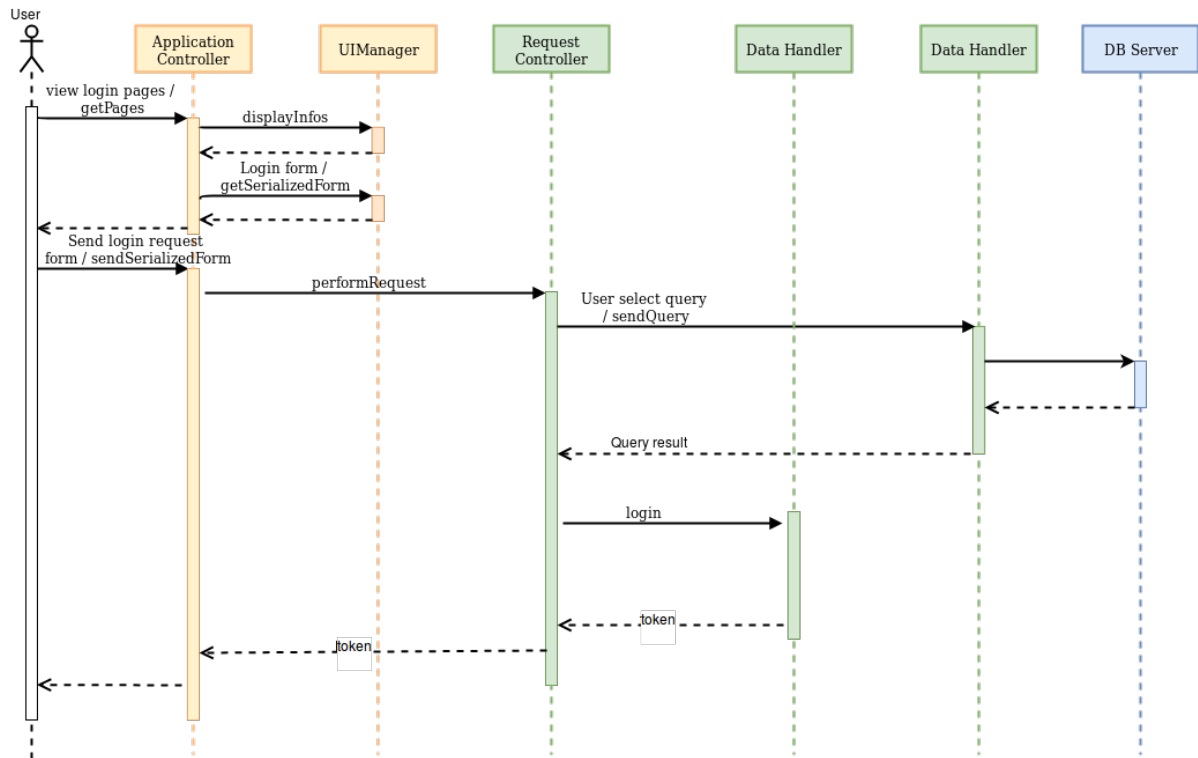 User
Application
Controller
UIManager
Request
Controller
Data Handler
Data Handler
DB Server
view login pages /
getPages
displayInfos
Login form /
getSerializedForm
Send login request
form / sendSerializedForm
performRequest
User select query
/ sendQuery
Query result
login
token
token